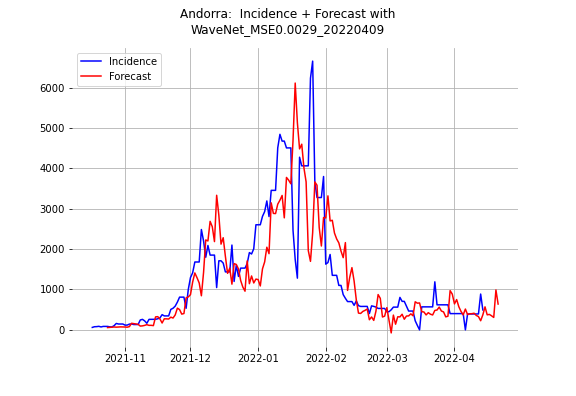 Andorra:  Incidence + Forecast with
WaveNet_MSE0.0029_20220409
Incidence
Forecast
6000
5000
4000
3000
2000
1000
0
2021-11 2021-12 2022-01 2022-02 2022-03 2022-04